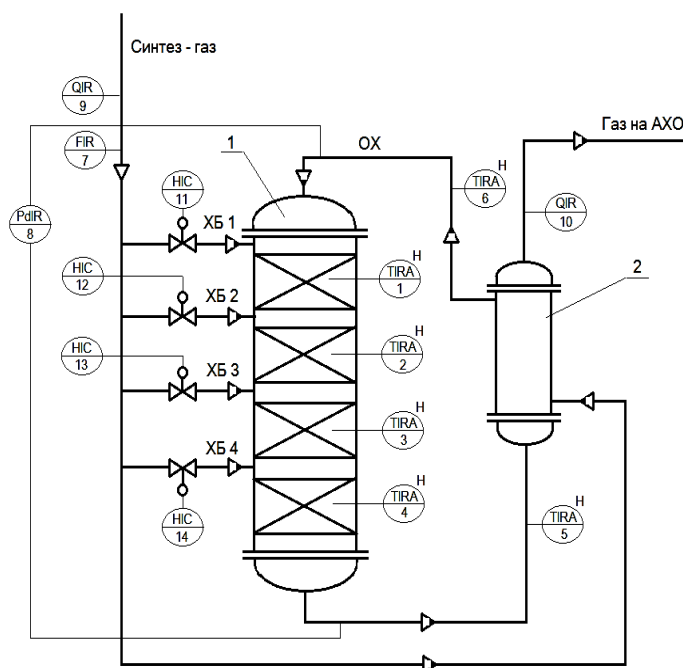 Синтез - газ
QIR
9
FIR
7
1
ОХ
Газ на АХО
H
TIRA
6
HIC
11
ХБ 1
QIR
10
PdIR
8
H
TIRA
1
2
HIC
12
ХБ 2
H
TIRA
2
HIC
13
ХБ 3
H
TIRA
3
ХБ 4
H
TIRA
4
HIC
14
H
TIRA
5